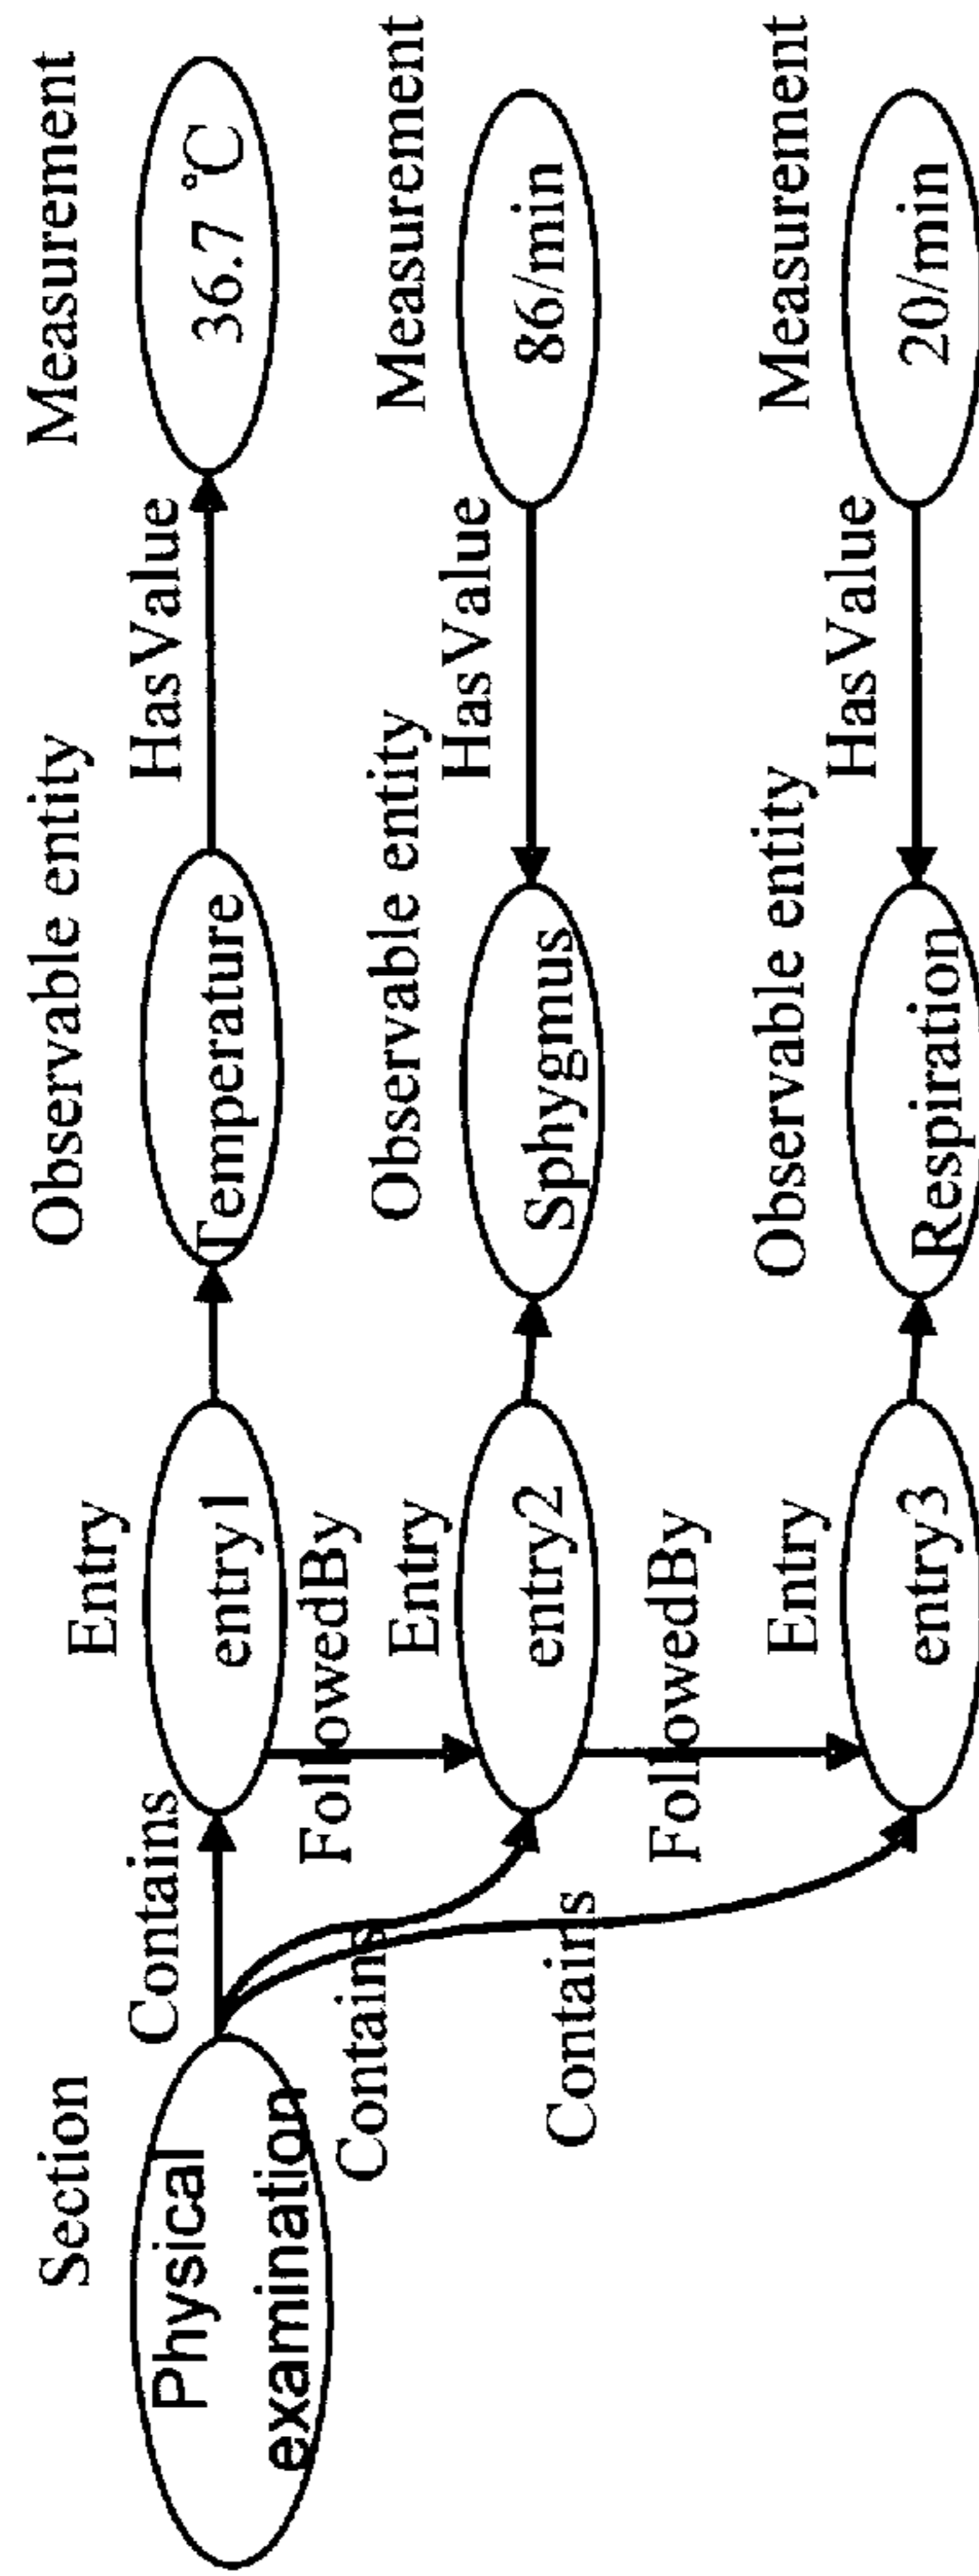 Section
Physical
examination
Contains
Contains
Contains
Entry
entry1
FollowedBy
Entry
entry2
FollowedBy
Entry
entry3
Observable entity
Temperature
HasValue
Measurement
36.7 °C
Observable entity
Sphygmus
HasValue
Measurement
86/min
Observable entity
Respiration
HasValue
Measurement
20/min